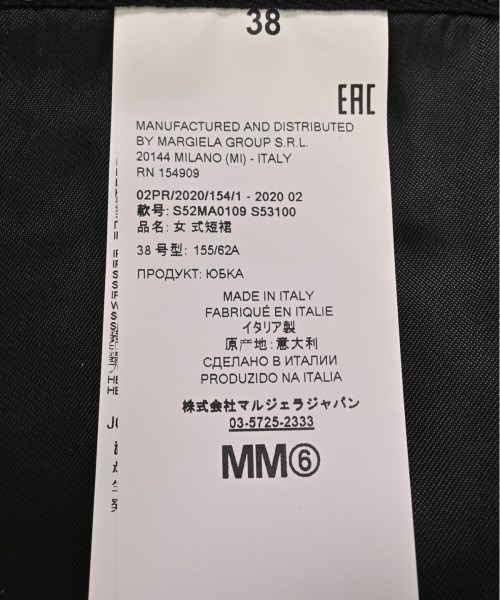 38
EAC
MANUFACTURED AND DISTRIBUTED
BY MARGIELA GROUP S.R.L.
20144 MILANO (MI) - ITALY
RN 154909
02PR/2020/154/1 - 2020 02
款号: S52MA0109 S53100
品名: 女 式短裙
38 号型: 155/62A
ПРОДУКТ: ЮБКА
MADE IN ITALY
FABRIQUÉ EN ITALIE
イタリア製
原产地: 意大利
СДЕЛАНО В ИТАЛИИ
PRODUZIDO NA ITALIA
株式会社マルジェラジャパン
03-5725-2333
MM⑥